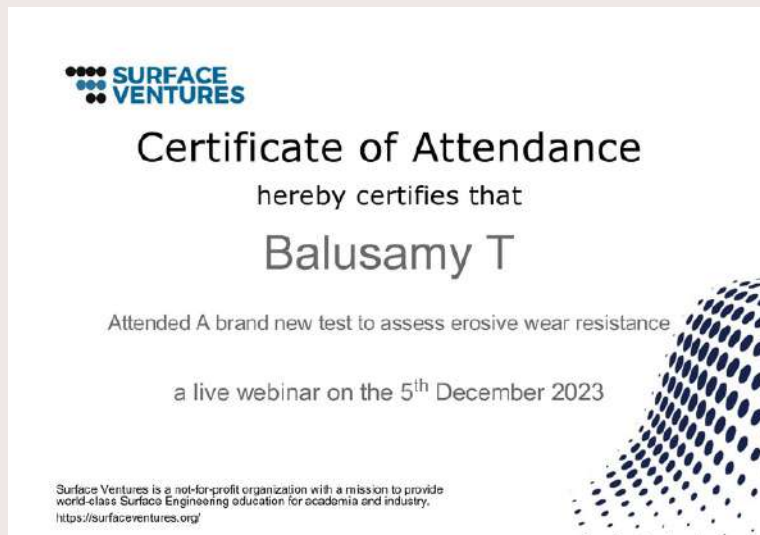 SURFACE
VENTURES
Certificate of Attendance
hereby certifies that
Balusamy T
Attended A brand new test to assess erosive wear resistance
a live webinar on the 5th December 2023
Surface Ventures is a not-for-profit organization with a mission to provide
world-class Surface Engineering education for academia and industry.
https://surfaceventures.org/